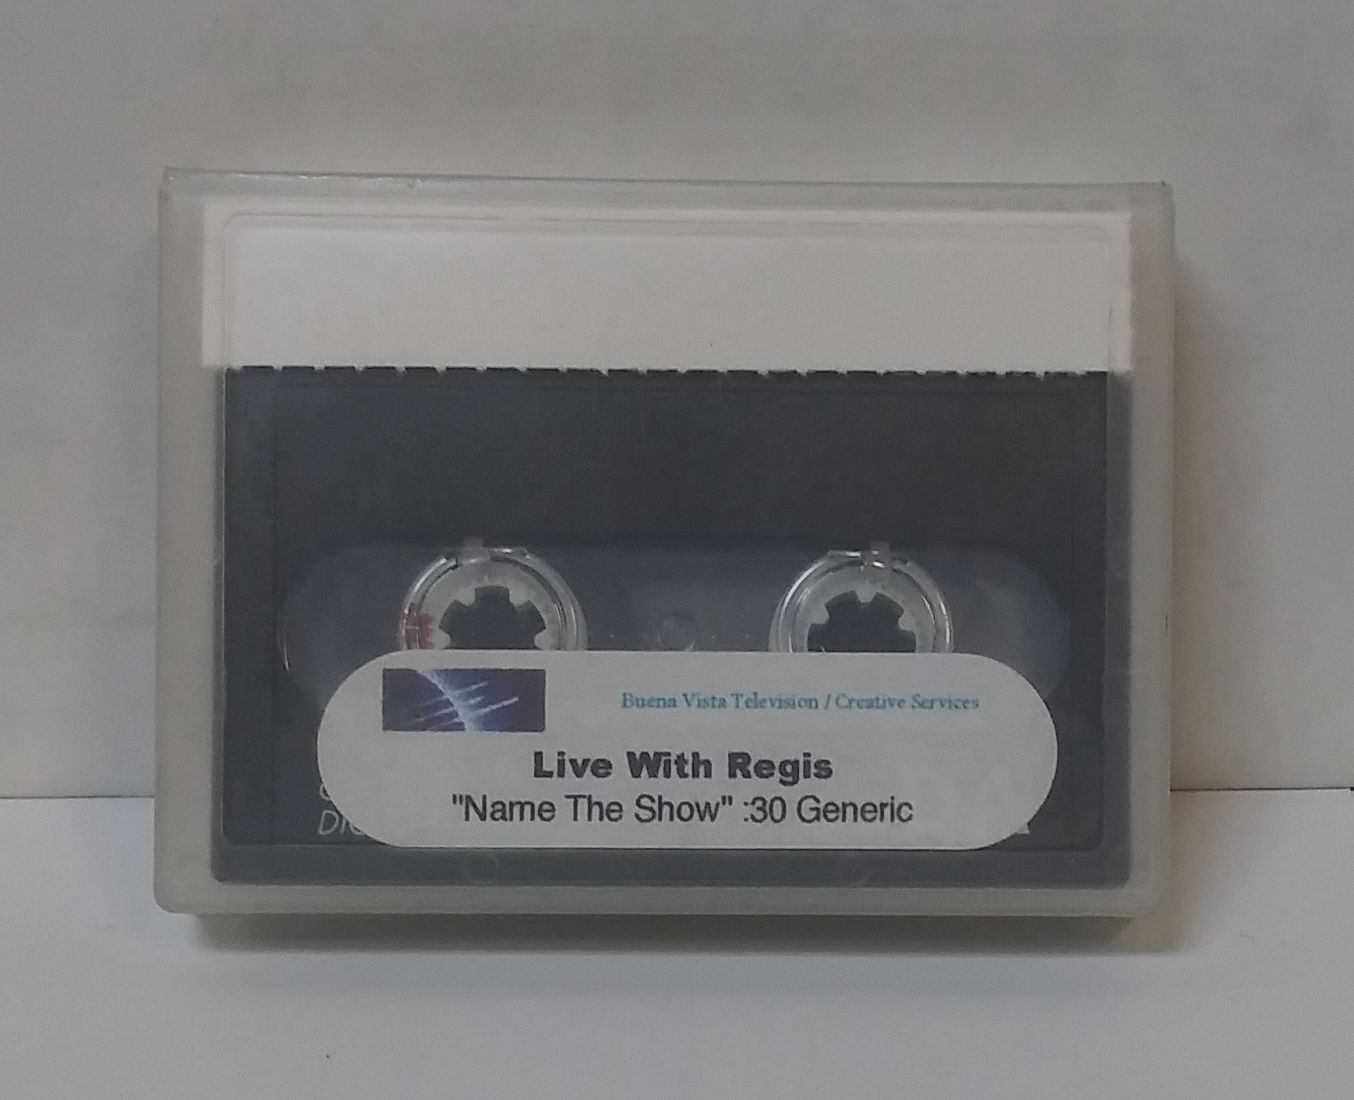 Buena Vista Television / Creative Services
Live With Regis
"Name The Show" :30 Generic